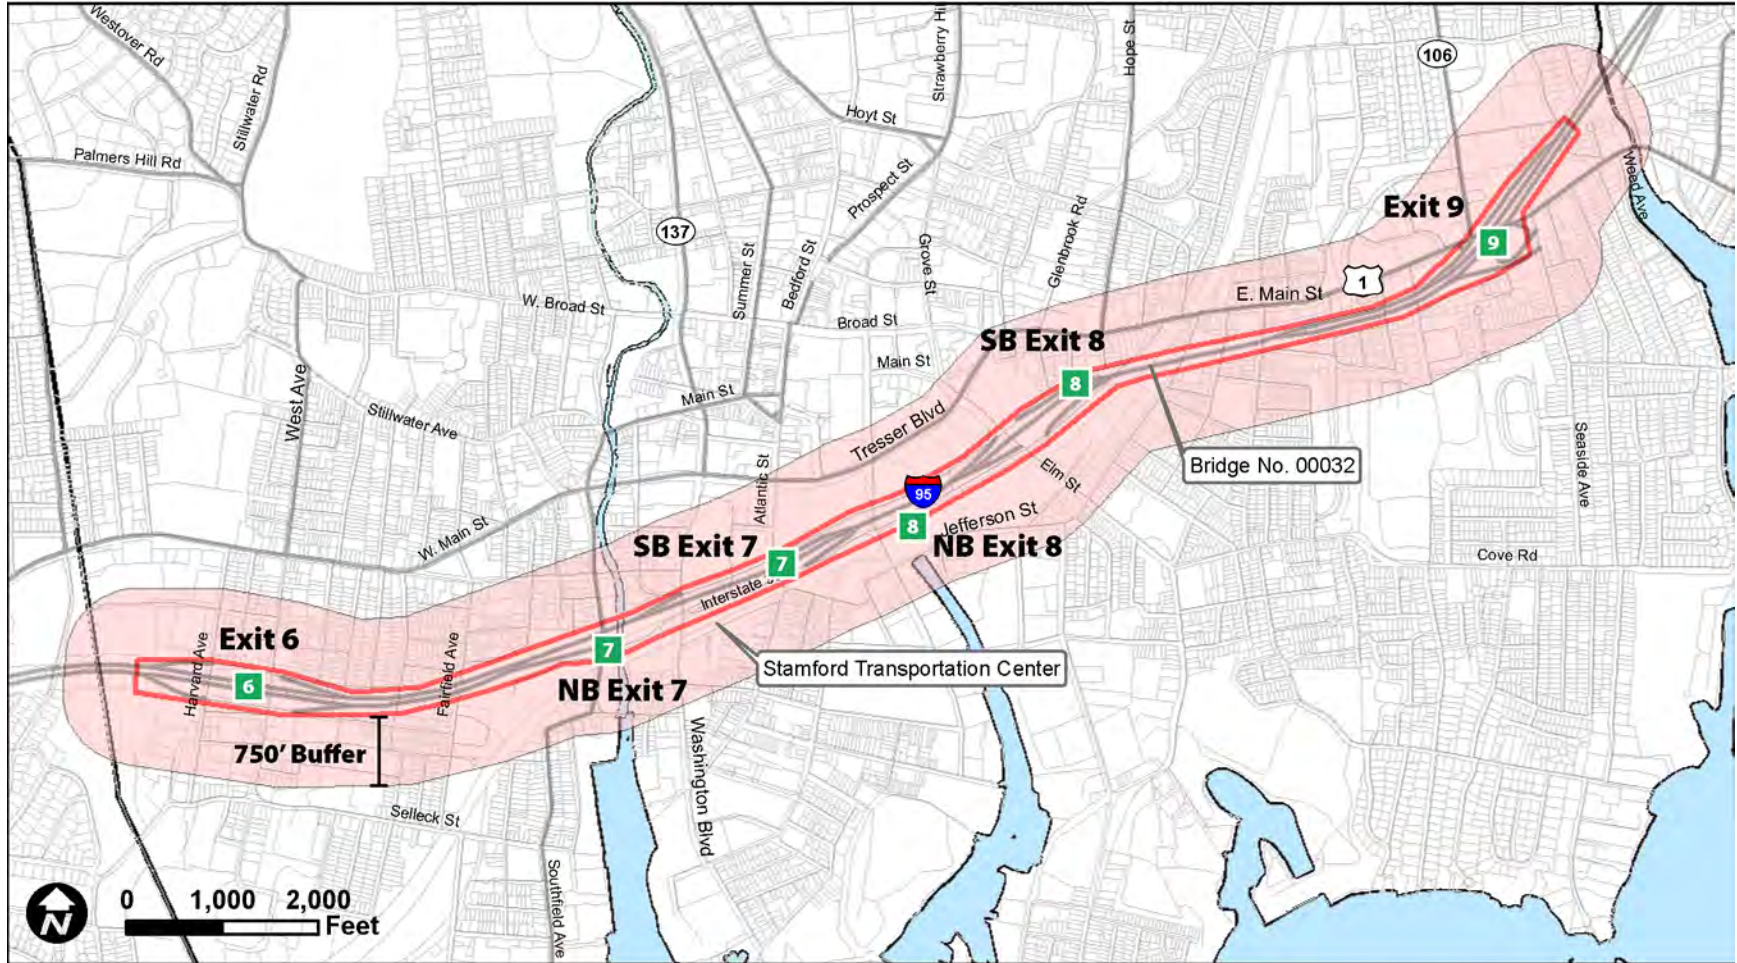 Westover Rd
Stillwater Rd
Palmers Hill Rd
Strawberry Hi
Hope St
106
Hoyt St
Prospect St
Weed Ave
Exit 9
9
137
Summer St
Bedford St
Grove St
Glenbrook Rd
1
E. Main St
W. Broad St
Broad St
SB Exit 8
8
Main St
Main St
West Ave
Stillwater Ave
Tresser Blvd
Bridge No. 00032
Seaside Ave
Elm St
95
Atlantic St
Jefferson St
8
NB Exit 8
W. Main St
SB Exit 7
7
Interstate
Cove Rd
Exit 6
6
Harvard Ave
Fairfield Ave
7
NB Exit 7
Stamford Transportation Center
750' Buffer
Washington Blvd
Selleck St
Southfield Ave
N
0 1,000 2,000
Feet